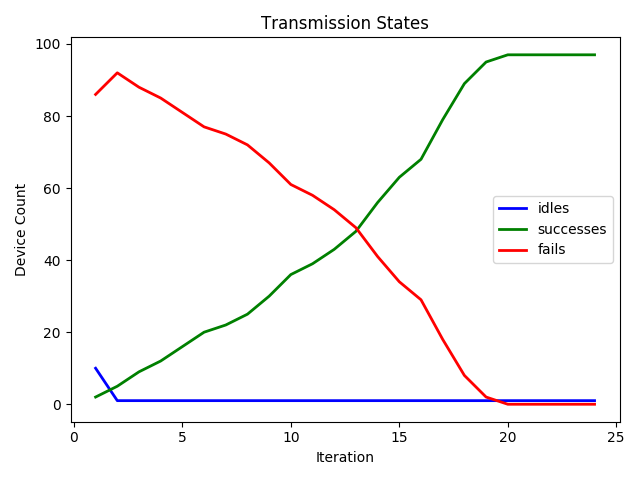 Transmission States
100
80
60
40
20
0
Device Count
idles
successes
fails
0 5 10 15 20 25
Iteration